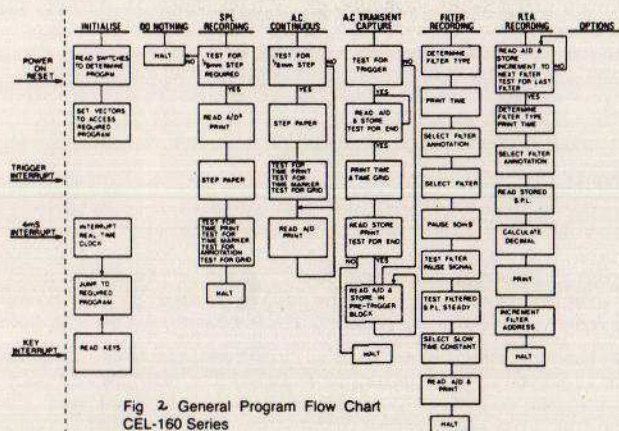 INITIALISE
DO NOTHING
SPL
RECORDING
A.C
CONTINUOUS
A.C TRANSIENT
CAPTURE
FILTER
RECORDING
R.T.A.
RECORDING
OPTIONS
POWER
ON
RESET
TRIGGER
INTERRUPT
4mS
INTERRUPT
KEY
INTERRUPT
READ SWITCHES
TO DETERMINE
PROGRM
SET VECTORS
TO ACCESS
REQUIRED
PROGRAM
INTERRUPT
REAL TIME
CLOCK
JUMP TO
REQUIRED
PROGRAM
READ KEYS
HALT
TEST FOR
STEP
REQUIRED
YES
READ A/D
PRINT
STEP PAPER
TEST FOR
TIME PRINT
TEST FOR
TIME MARKER
TEST FOR
ANNOTATION
TEST FOR GRID
HALT
TEST FOR
STEP
NO
YES
STEP PAPER
TEST FOR
TIME PRINT
TEST FOR
TIME MARKER
TEST FOR GRID
READ A/D
PRINT
TEST FOR
TRIGGER
NO
YES
READ A/D
& STORE
TEST FOR END
YES
PRINT TIME
& TIME GRID
READ STORE
PRINT
TEST FOR END
NO
YES
READ A/D &
STORE IN
PRE-TRIGGER
BLOCK
HALT
DETERMINE
FILTER TYPE
PRINT TIME
SELECT FILTER
ANNOTATION
SELECT FILTER
PAUSE 50mS
TEST FILTER
PAUSE SIGNAL
TEST FILTERED
S.P.L STEADY
SELECT SLOW
TIME CONSTANT
READ A/D &
PRINT
HALT
READ A/D &
STORE
INCREMENT TO
NEXT FILTER
TEST FOR LAST
FILTER
NO
YES
DETERMINE
FILTER TYPE
PRINT TIME
SELECT FILTER
ANNOTATION
READ STORED
S.P.L.
CALCULATE
DECIMAL
PRINT
INCREMENT
FILTER
ADDRESS
HALT
Fig 2 General Program Flow Chart
CEL-160 Series